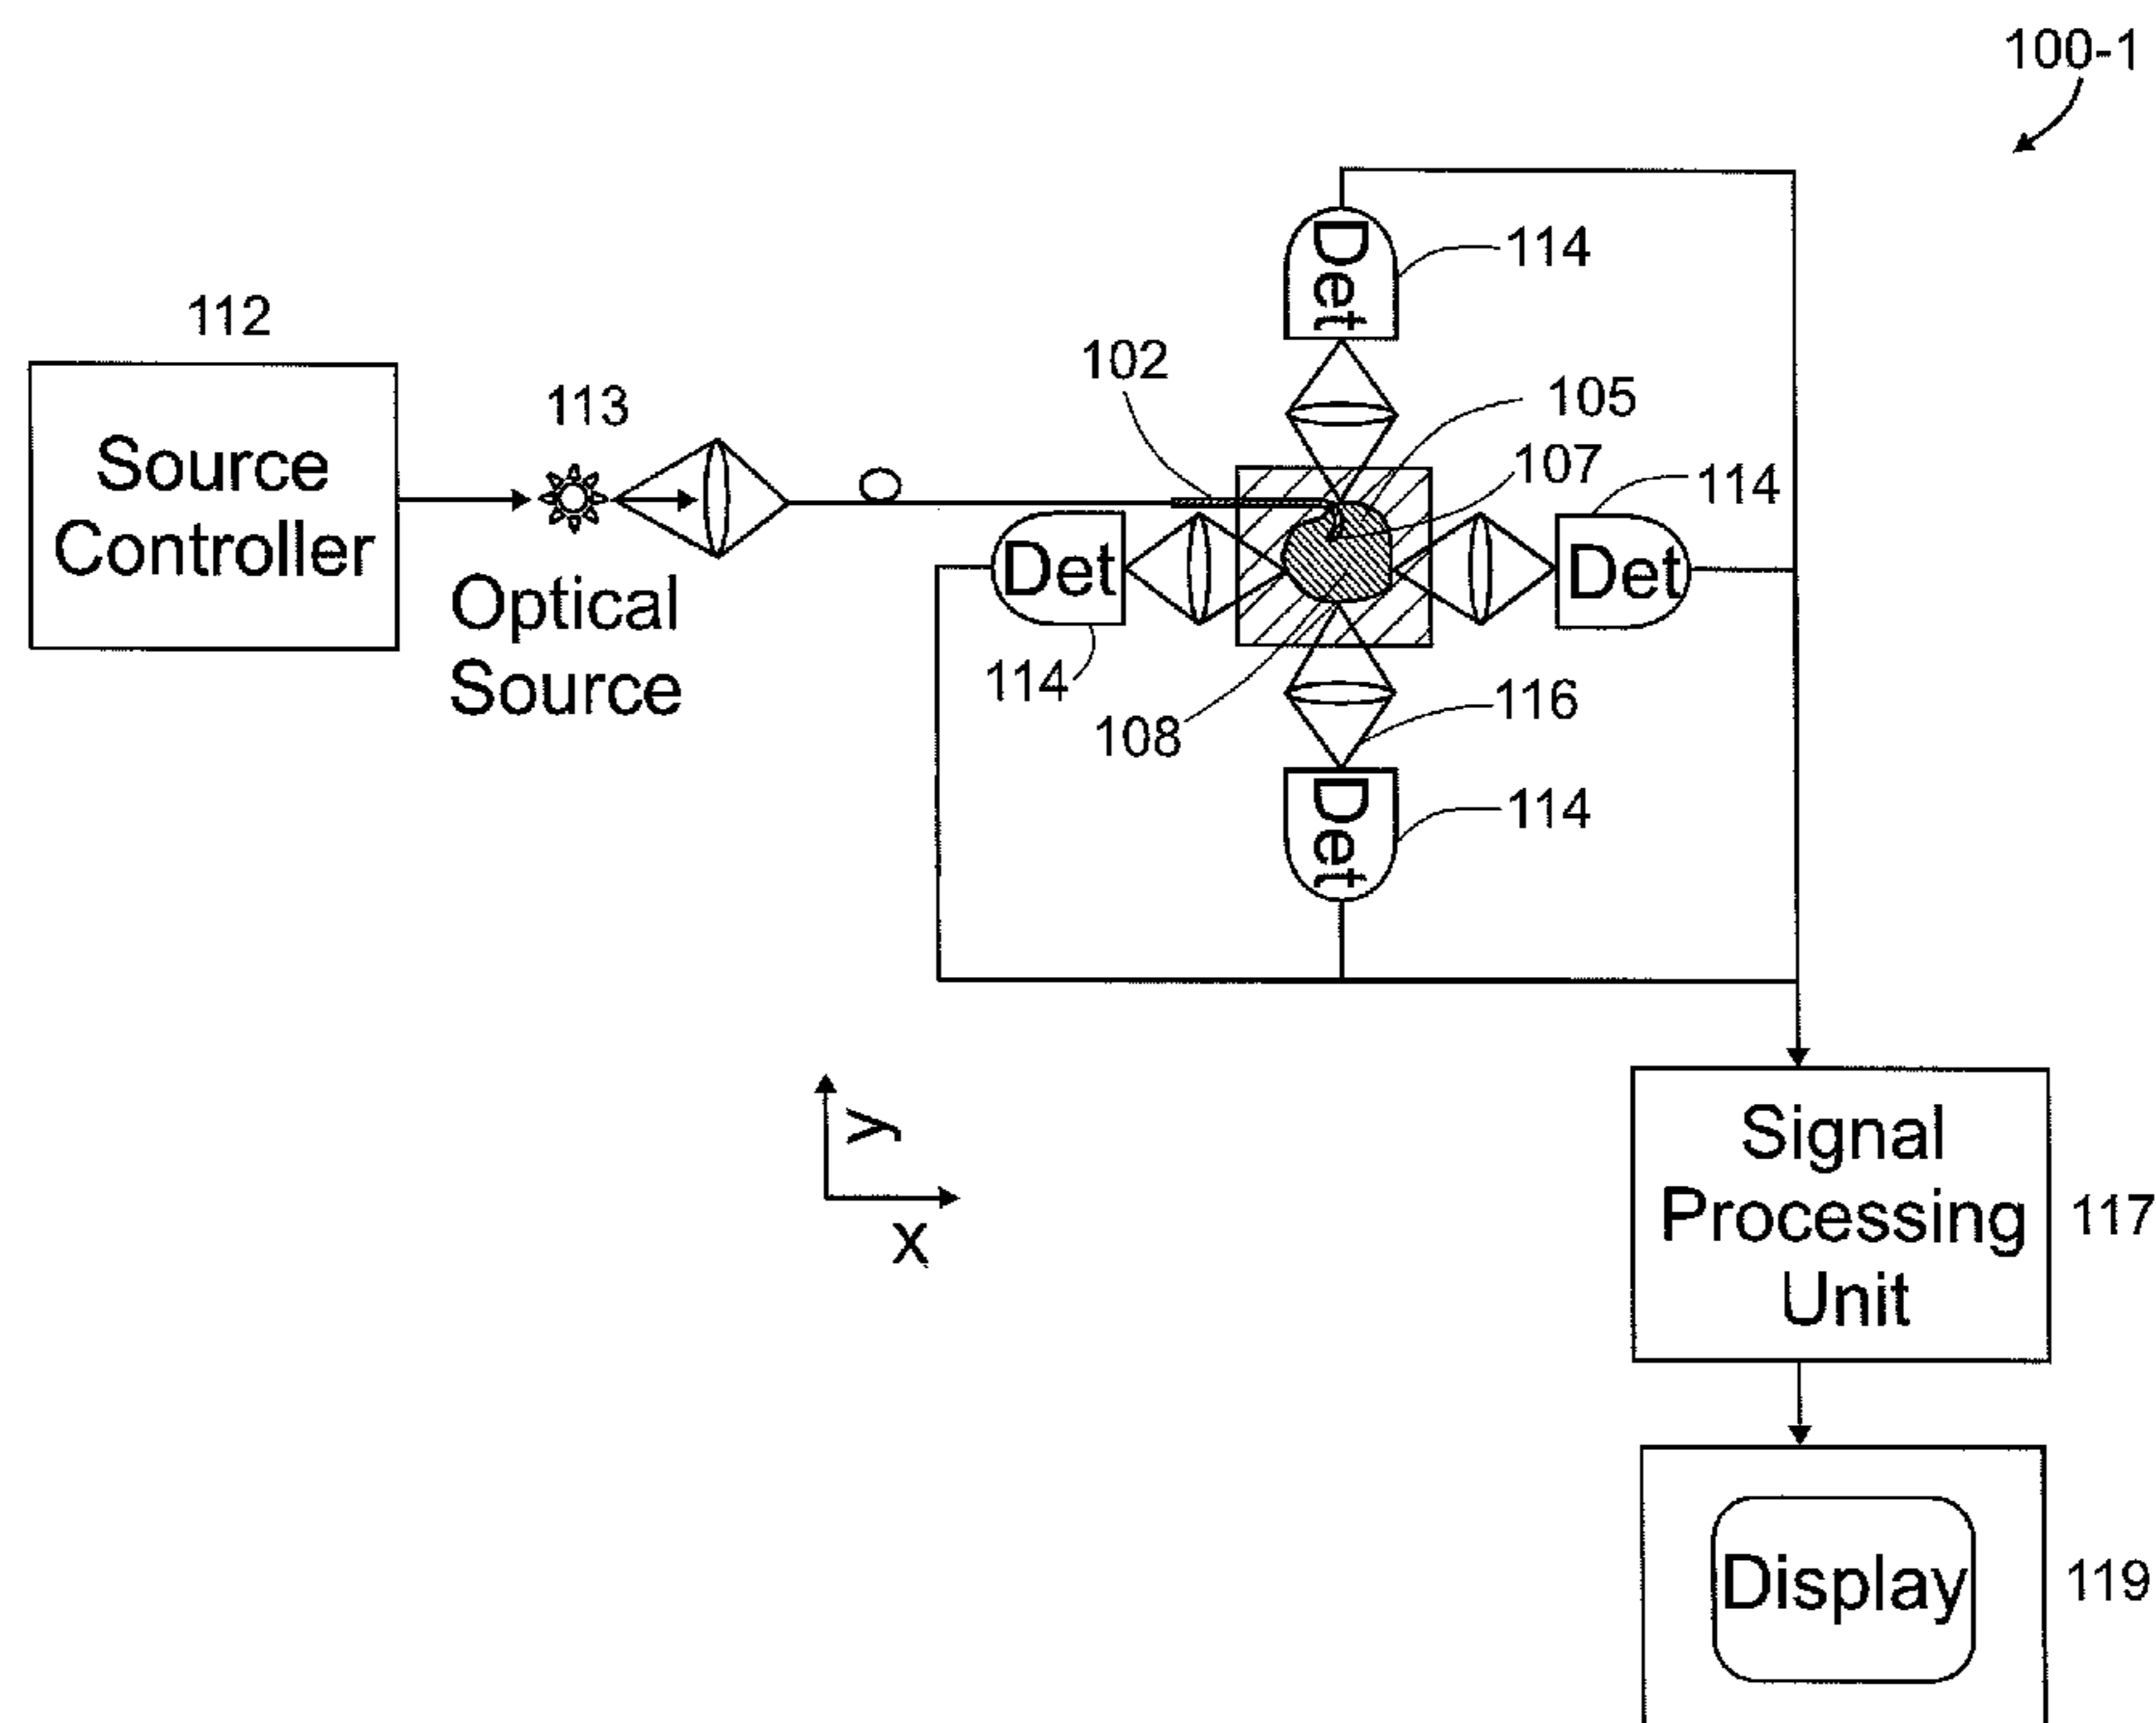 100-1
112
Source
Controller
113
Optical
Source
102
105
107
108
Det
114
Det
114
Det
114
116
Det
114
y
x
Signal
Processing
Unit
117
Display
119